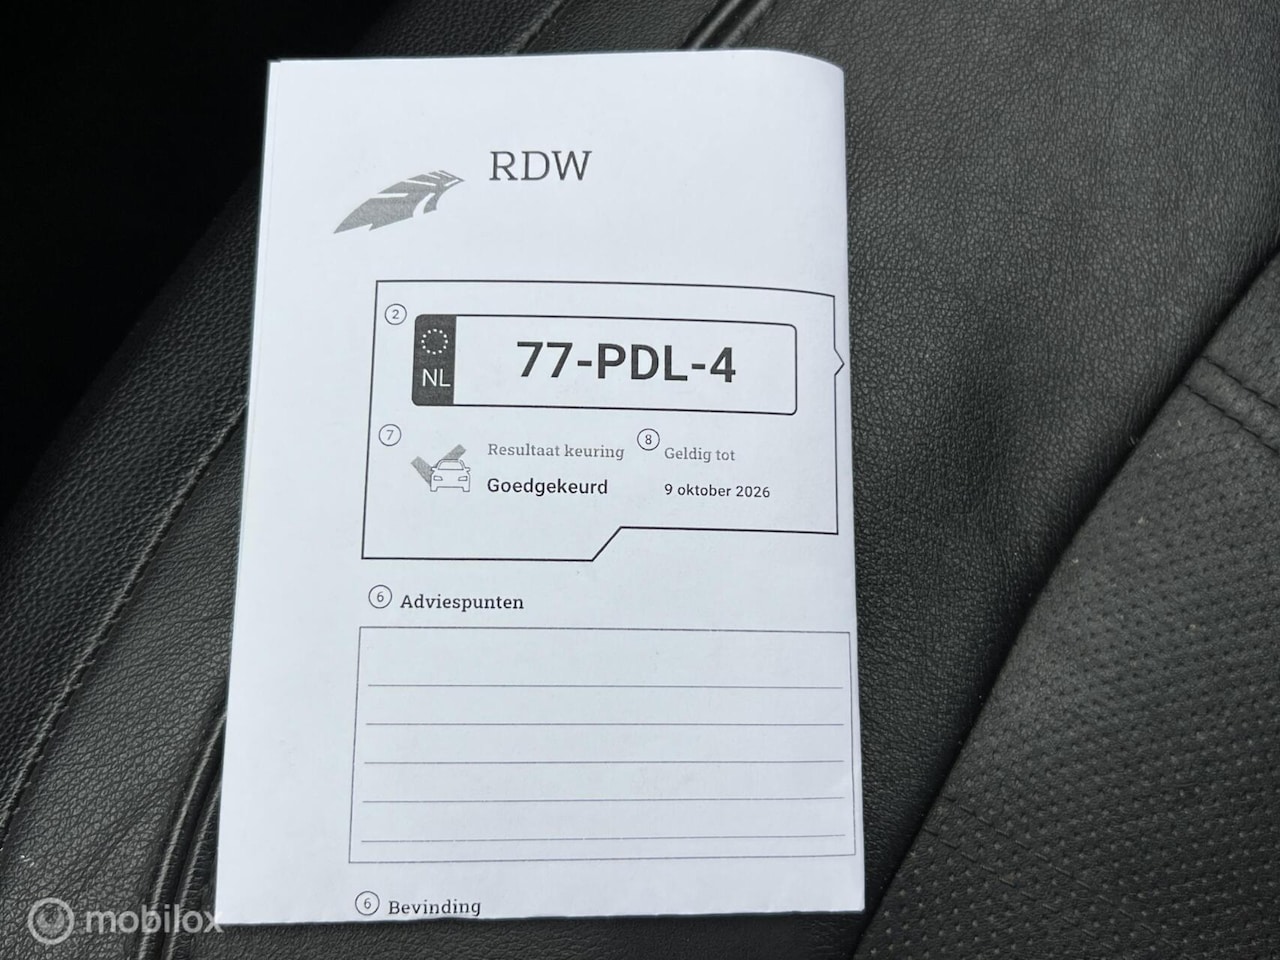 RDW
2
NL
77-PDL-4
7
Resultaat keuring
Goedgekeurd
8
Geldig tot
9 oktober 2026
6 Adviespunten
6 Bevinding
mobilox